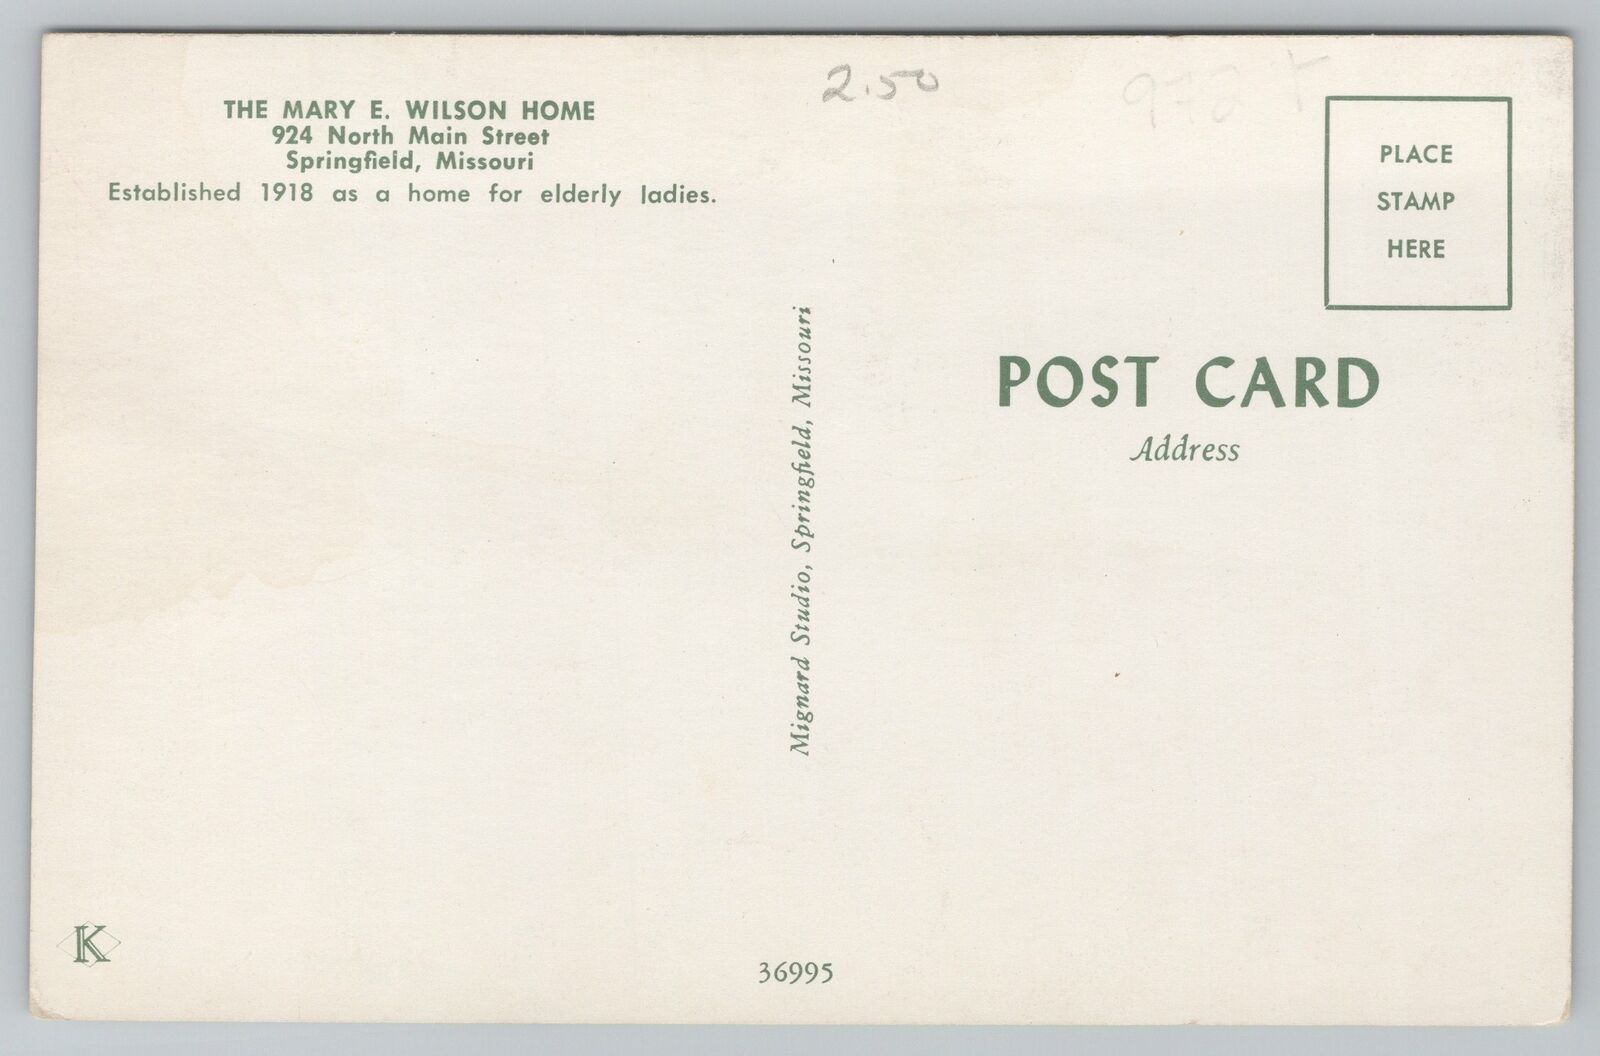 THE MARY E. WILSON HOME
924 North Main Street
Springfield, Missouri
Established 1918 as a home for elderly ladies.
2.50
PLACE
STAMP
HERE
POST CARD
Address
Mignard Studio, Springfield, Missouri
K
36995